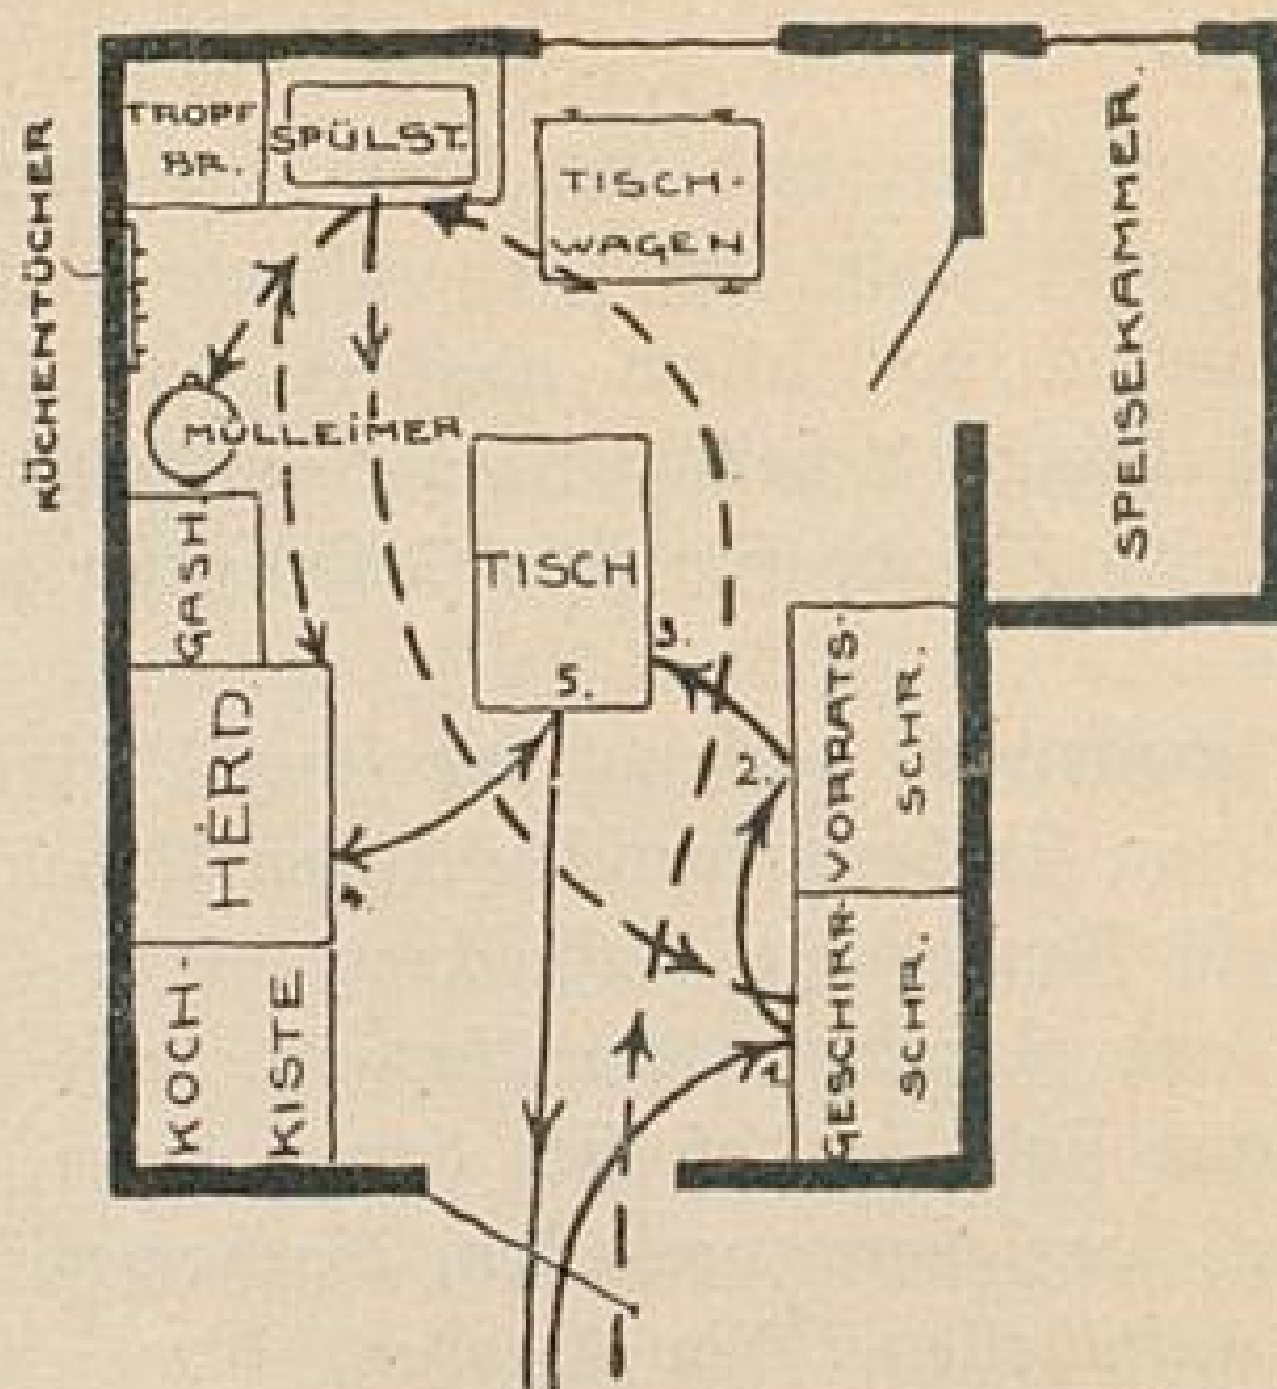 TROPF
BR.
SPÜLST.
TISCH-
WAGEN
KÜCHENTÜCHER
SPEISEKAMMER.
MÜLLEIMER
GASH.
TISCH
3.
5.
VORRATS-
SCHR.
2.
HERD
4.
GESCHIRR-
SCHR.
1.
KOCH-
KISTE